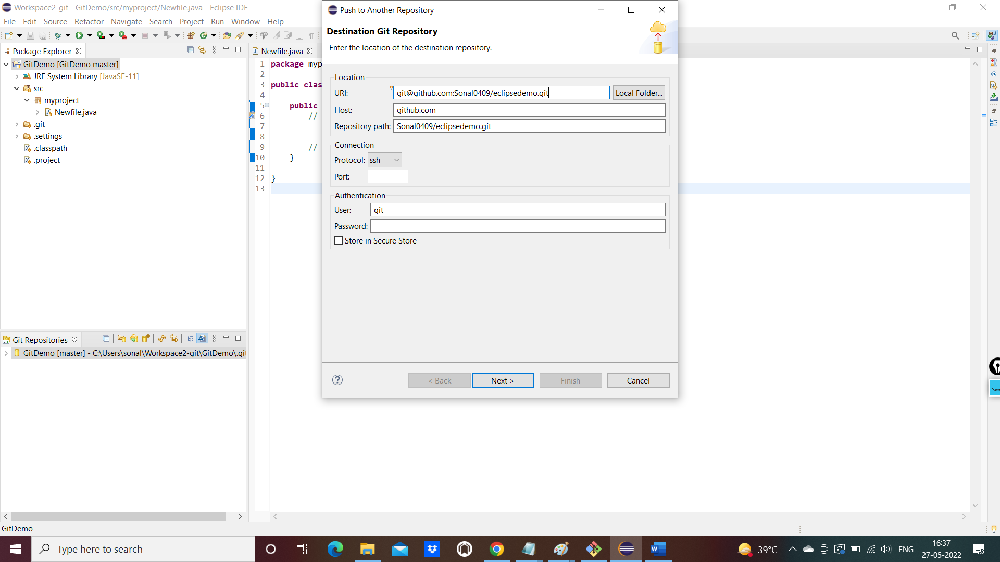 Workspace2-git - GitDemo/src/myproject/Newfile.java - Eclipse IDE
File Edit Source Refactor Navigate Search Project Run Window Help
Package Explorer
GitDemo [GitDemo master]
JRE System Library [JavaSE-11]
src
myproject
Newfile.java
.git
.settings
.classpath
.project
Git Repositories
GitDemo [master] - C:\Users\sonal\Workspace2-git\GitDemo\.git
Newfile.java
1 package myp
2
3 public clas
4
5 public
6 //
7
8
9 //
10 }
11
12 }
13
Push to Another Repository
Destination Git Repository
Enter the location of the destination repository.
Location
URI: git@github.com:Sonal0409/eclipsedemo.git Local Folder...
Host: github.com
Repository path: Sonal0409/eclipsedemo.git
Connection
Protocol: ssh
Port:
Authentication
User: git
Password:
Store in Secure Store
< Back Next > Finish Cancel
GitDemo
Type here to search
39°C ENG 16:37
27-05-2022